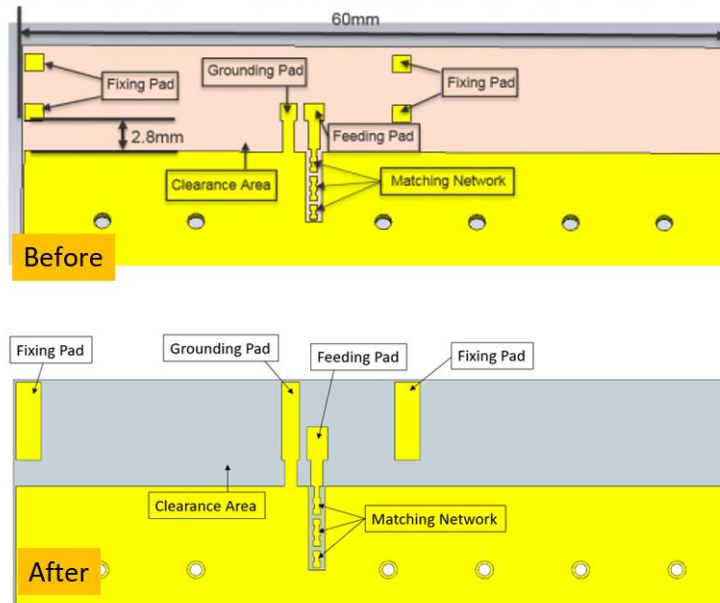 60mm
Grounding Pad
Fixing Pad
Fixing Pad
2.8mm
Feeding Pad
Clearance Area
Matching Network
Before
Fixing Pad
Grounding Pad
Feeding Pad
Fixing Pad
Clearance Area
Matching Network
After